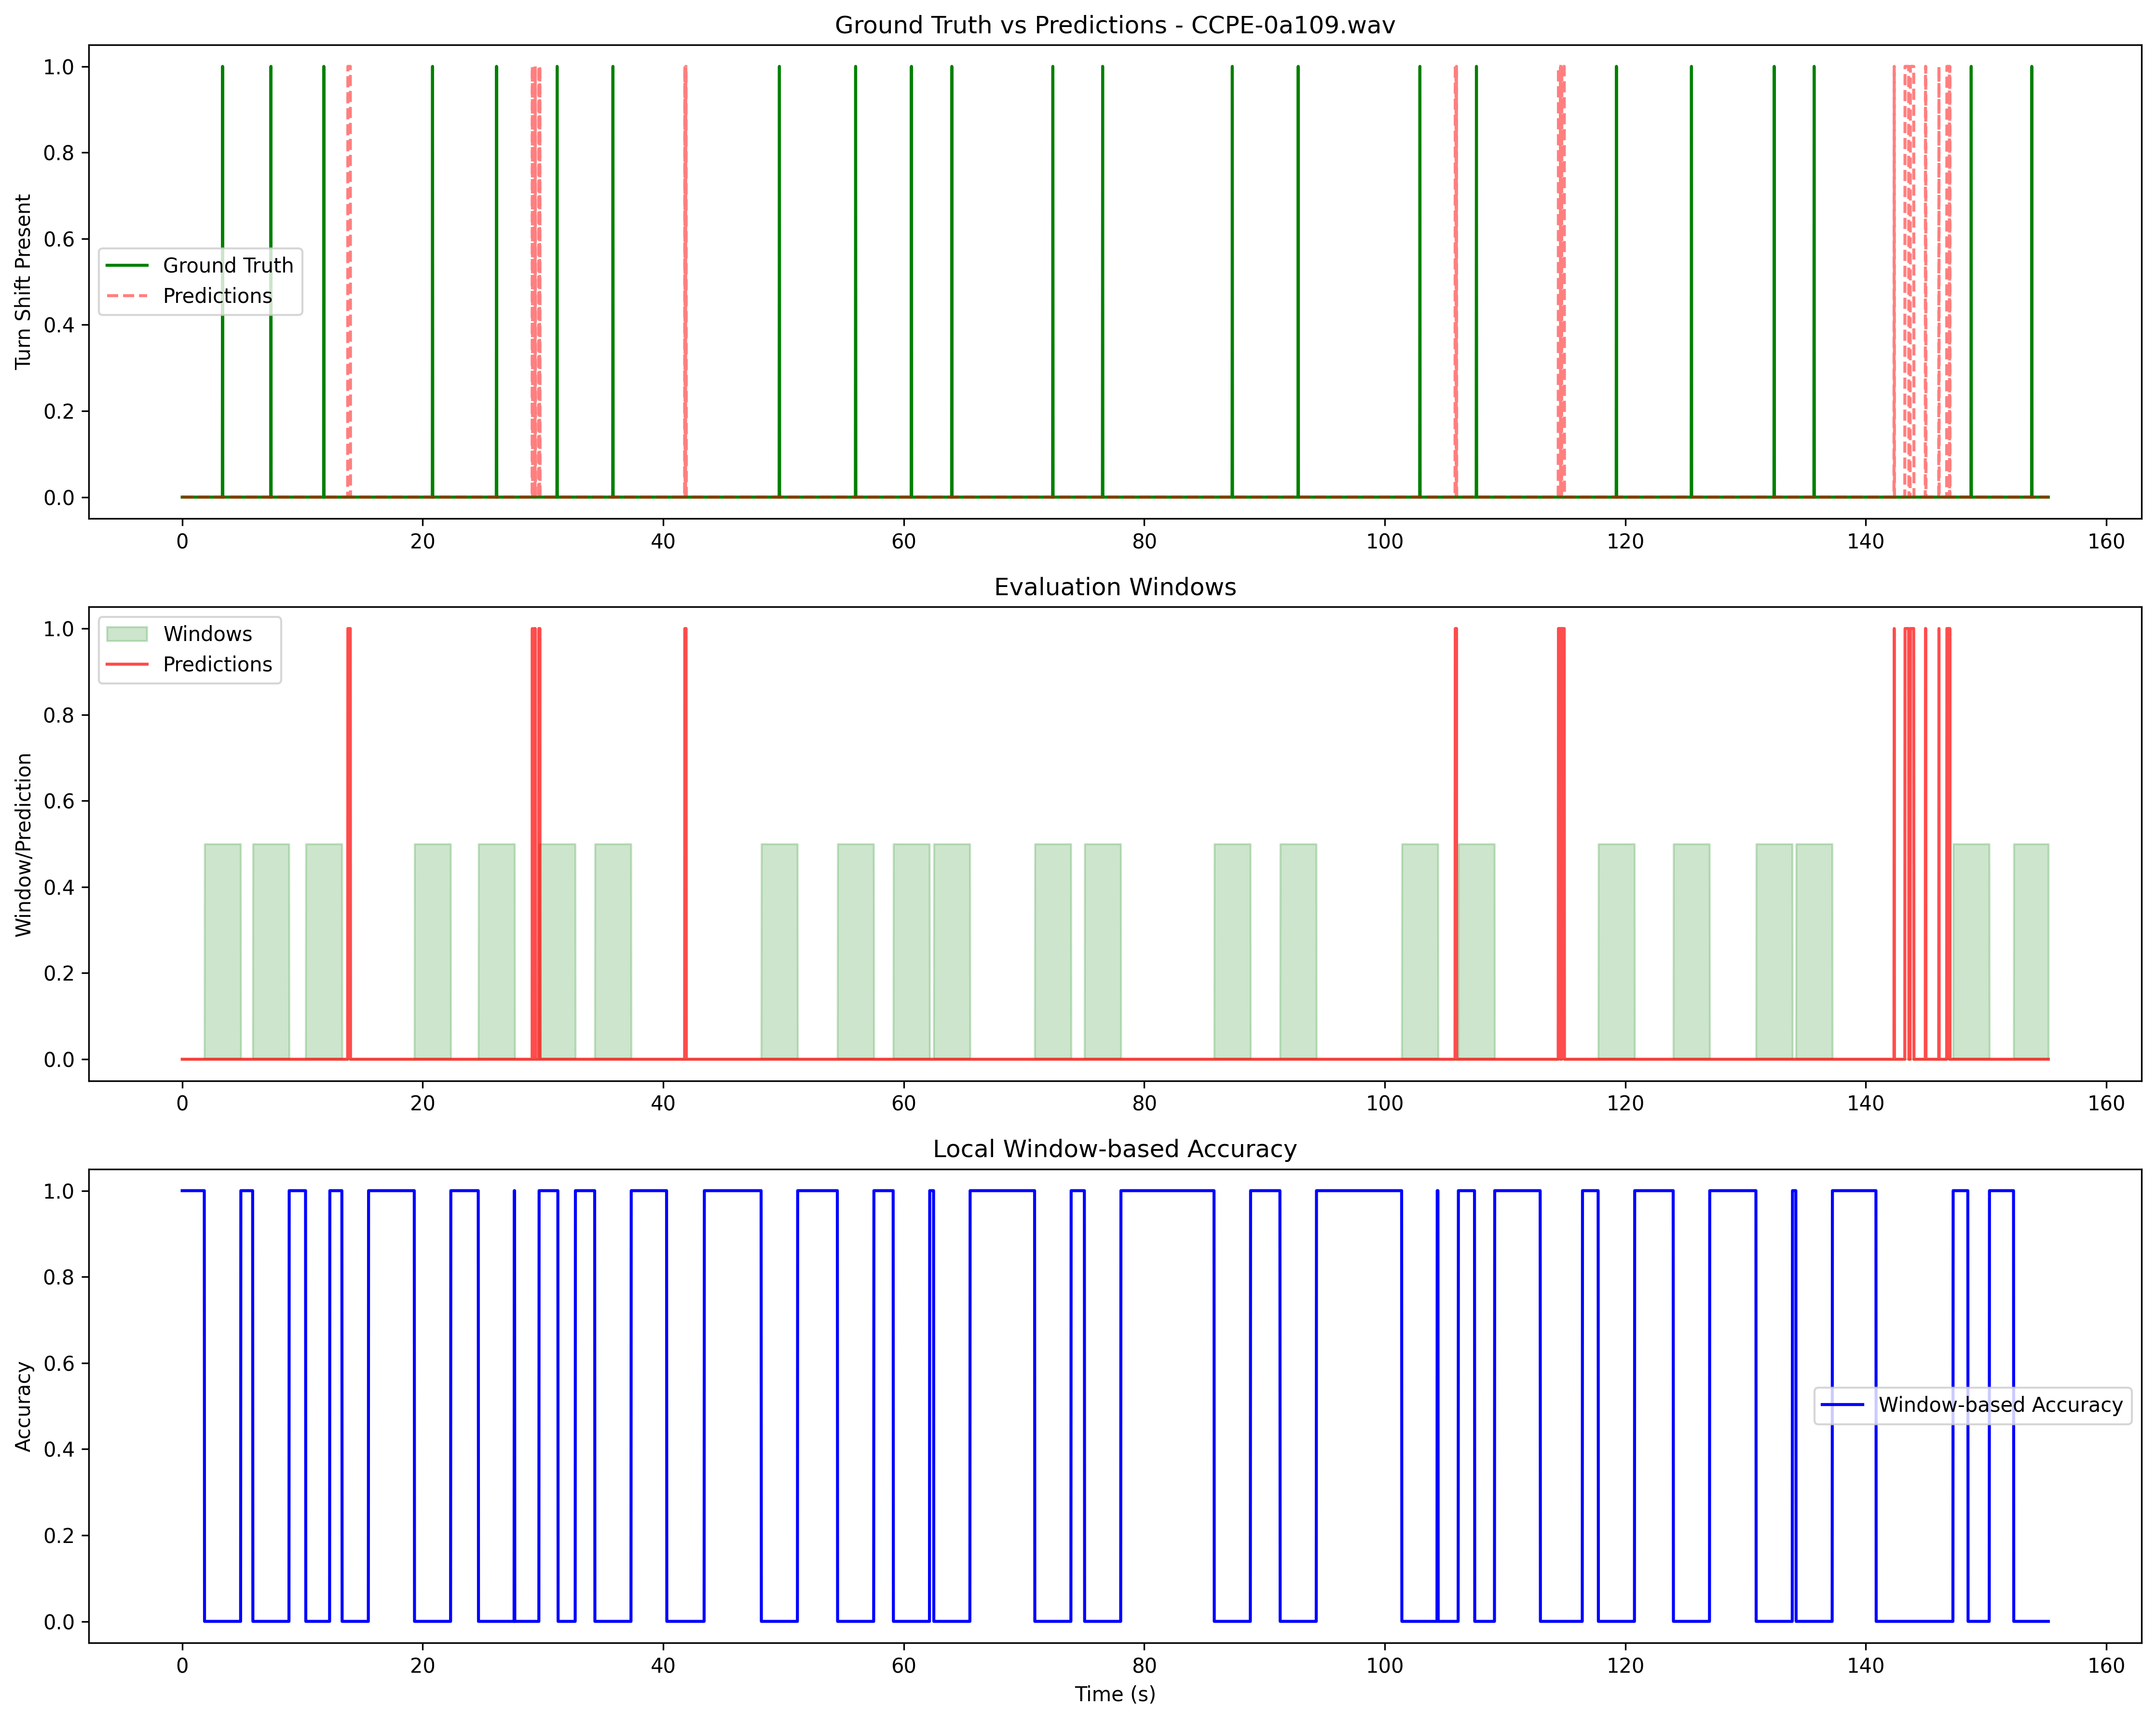 Ground Truth vs Predictions - CCPE-0a109.wav
Turn Shift Present
1.0
0.8
0.6
0.4
0.2
0.0
Ground Truth
Predictions
0 20 40 60 80 100 120 140 160
Evaluation Windows
Window/Prediction
1.0
0.8
0.6
0.4
0.2
0.0
Windows
Predictions
0 20 40 60 80 100 120 140 160
Local Window-based Accuracy
Accuracy
1.0
0.8
0.6
0.4
0.2
0.0
Window-based Accuracy
0 20 40 60 80 100 120 140 160
Time (s)